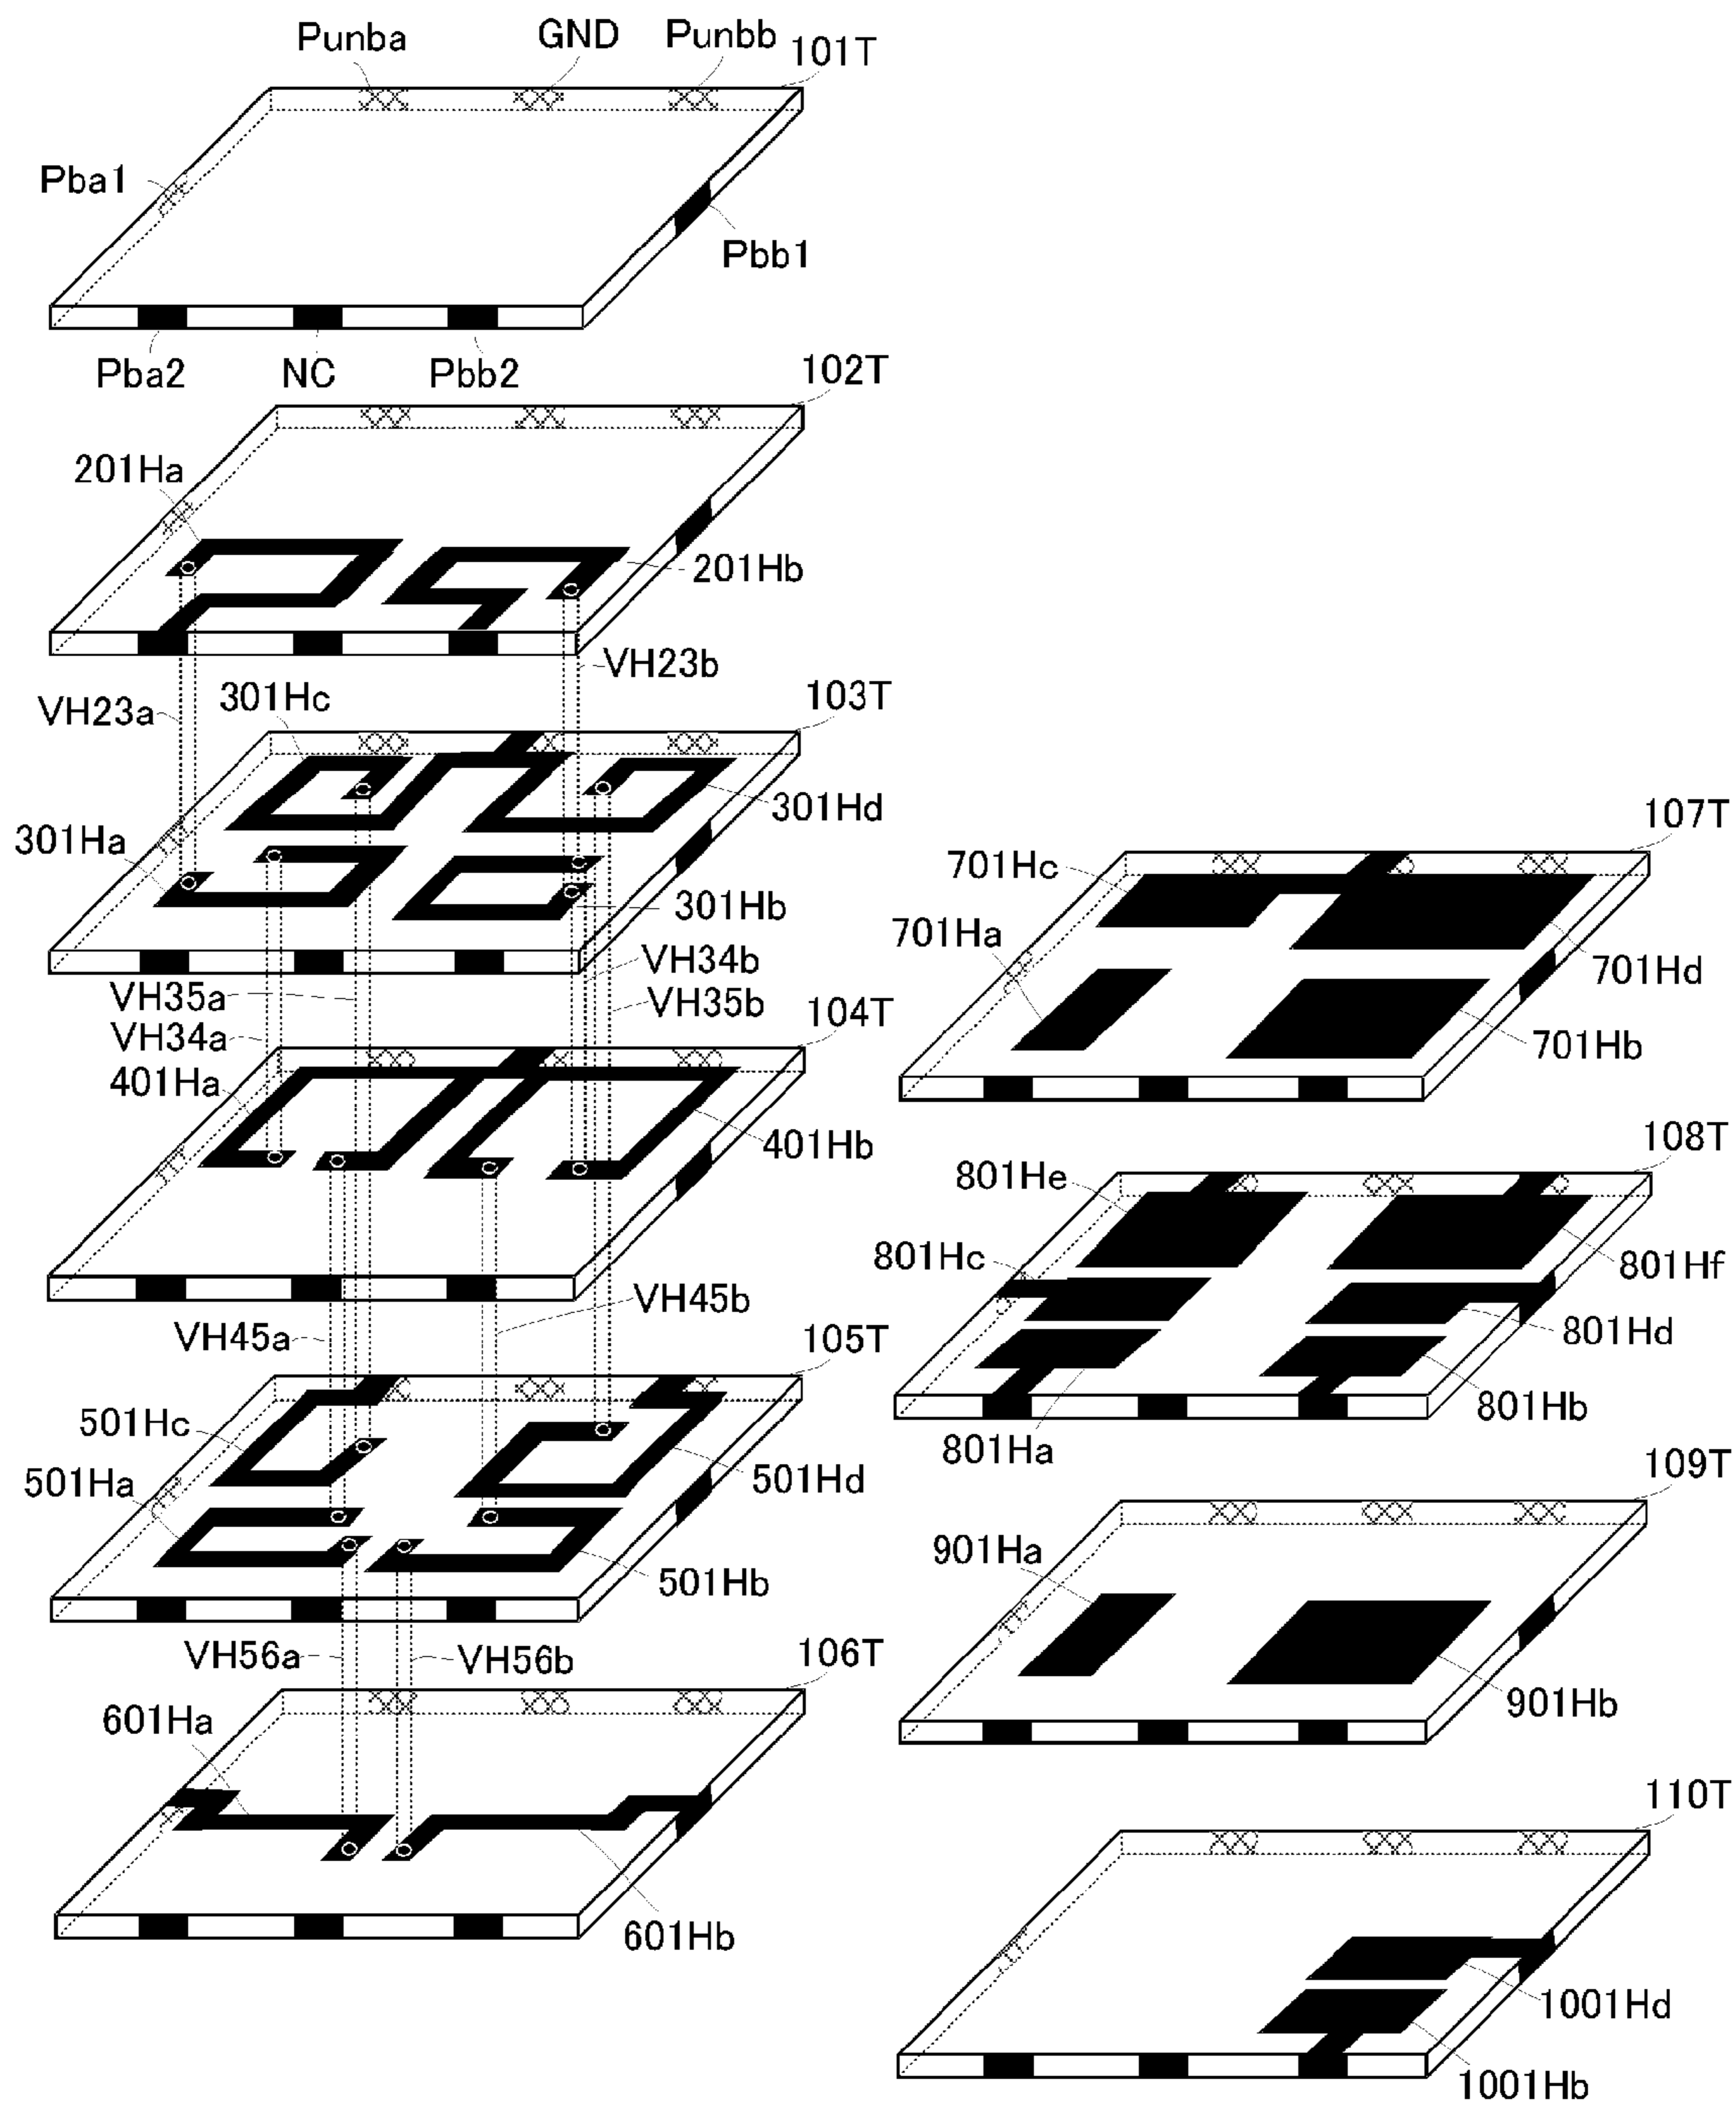 Punba GND Punbb 101T
Pba1
Pbb1
Pba2 NC Pbb2
102T
201Ha
201Hb
VH23b
VH23a 301Hc 103T
301Hd
301Ha
301Hb
VH34b
VH35a VH35b
VH34a 104T
401Ha
401Hb
VH45b
VH45a 105T
501Hc
501Ha 501Hd
501Hb
VH56a VH56b 106T
601Ha
601Hb
107T
701Hc
701Ha
701Hd
701Hb
108T
801He
801Hc 801Hf
801Hd
801Hb
801Ha
109T
901Ha
901Hb
110T
1001Hd
1001Hb